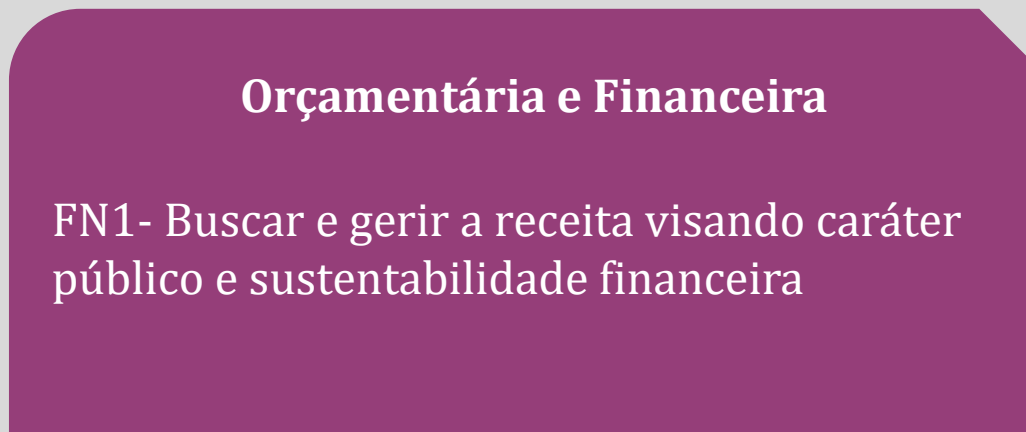 Orçamentária e Financeira
FN1- Buscar e gerir a receita visando caráter
público e sustentabilidade financeira